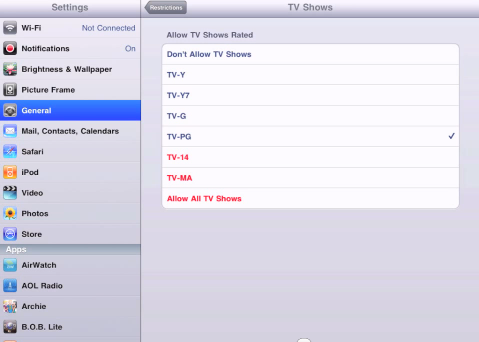 Settings
Wi-Fi Not Connected
Notifications On
Brightness & Wallpaper
Picture Frame
General
Mail, Contacts, Calendars
Safari
iPod
Video
Photos
Store
Apps
AirWatch
AOL Radio
Archie
B.O.B. Lite
Restrictions
TV Shows
Allow TV Shows Rated
Don't Allow TV Shows
TV-Y
TV-Y7
TV-G
TV-PG
TV-14
TV-MA
Allow All TV Shows